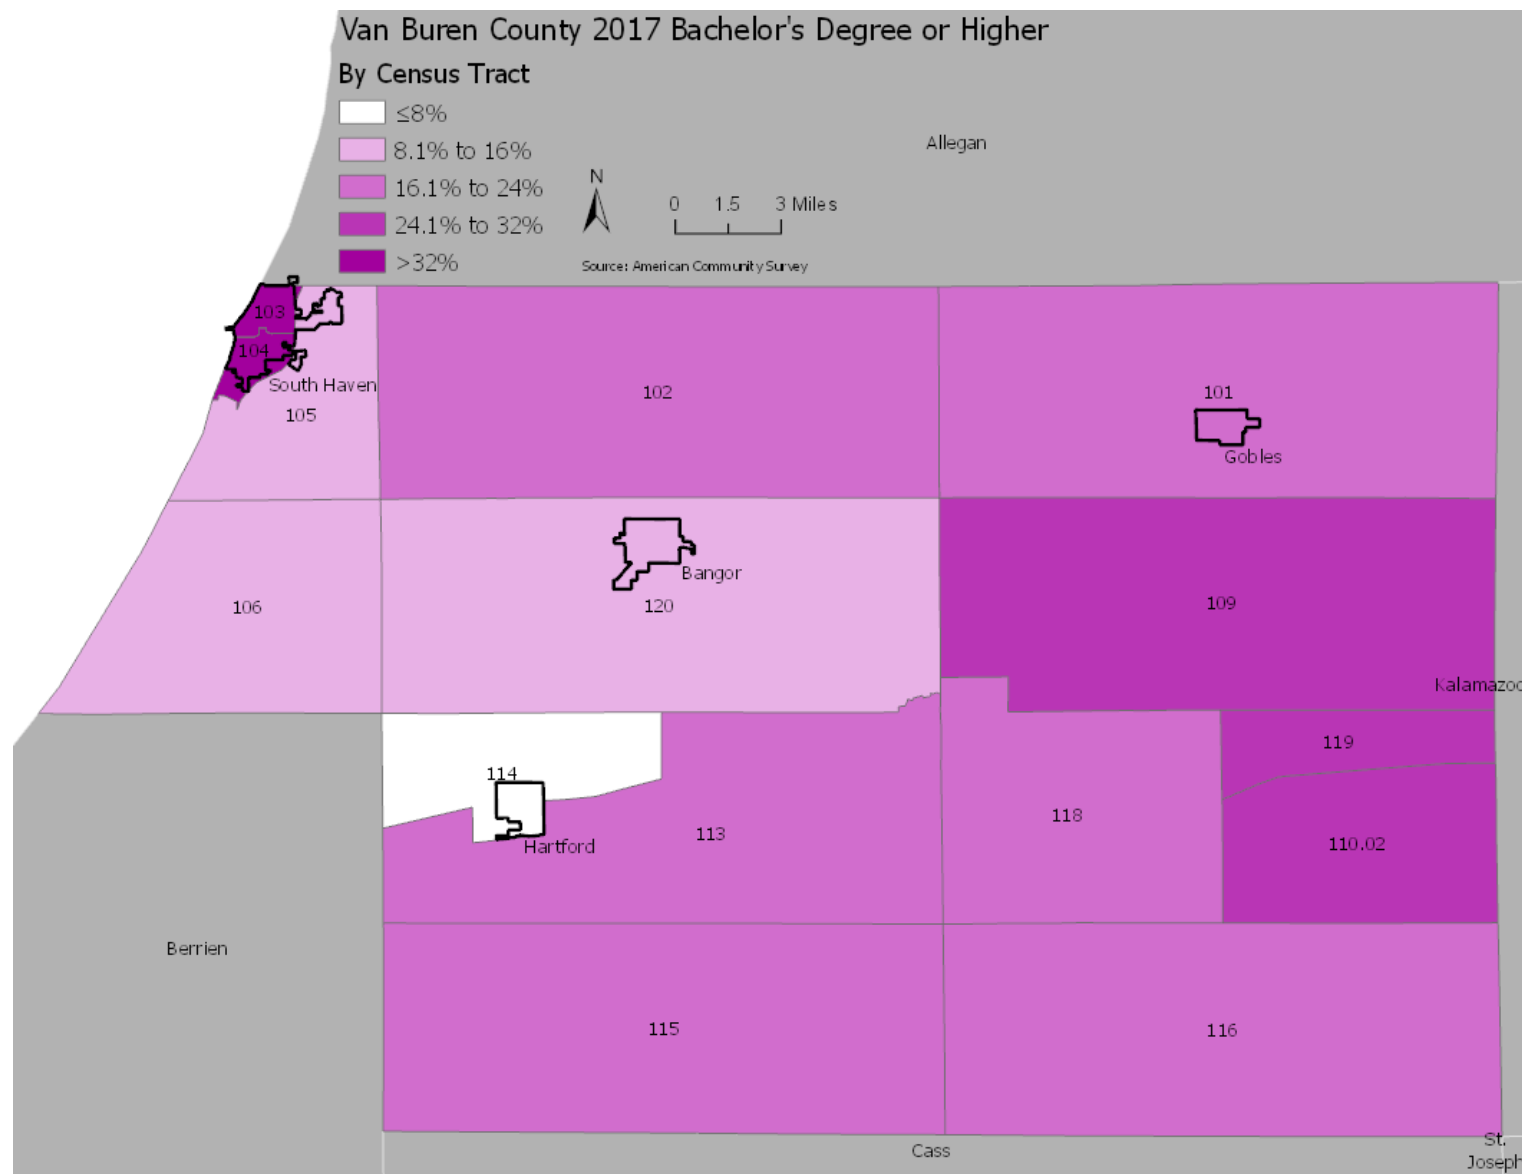 Van Buren County 2017 Bachelor's Degree or Higher
By Census Tract
≤8%
8.1% to 16%
16.1% to 24%
24.1% to 32%
>32%
N
0 1.5 3 Miles
Source: American Community Survey
Allegan
103
104
South Haven
105
102
101
Gobles
106
Bangor
120
109
Kalamazoo
114
Hartford
113
118
119
110.02
Berrien
115
116
Cass
St.
Joseph